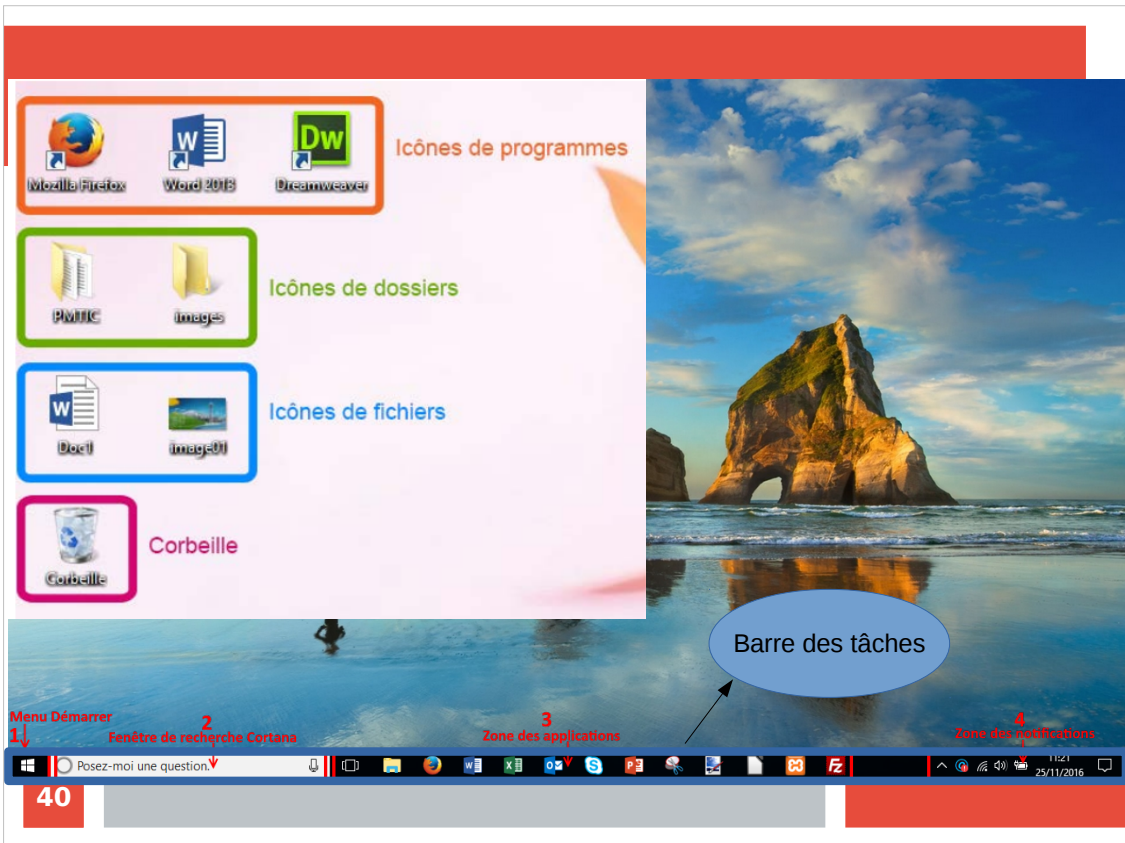 Dw
Mozilla Firefox Word 2013 Dreamweaver
Icônes de programmes
PMTIC images
Icônes de dossiers
W
Doc1 image01
Icônes de fichiers
Corbeille
Corbeille
Barre des tâches
Menu Démarrer
1
2
Fenêtre de recherche Cortana
3
Zone des applications
4
Zone des notifications
Posez-moi une question.
11:21
25/11/2016
40